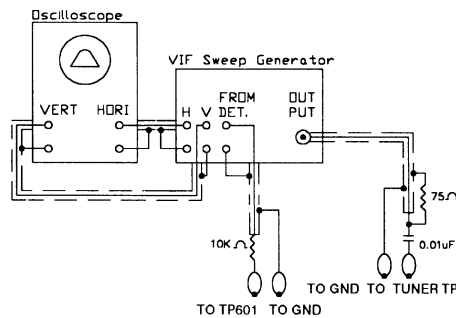 Oscilloscope
VIF Sweep Generator
VERT HORI
H V FROM DET.
OUT PUT
75Ω
10KΩ
0.01uF
TO GND TO TUNER TP
TO TP601 TO GND